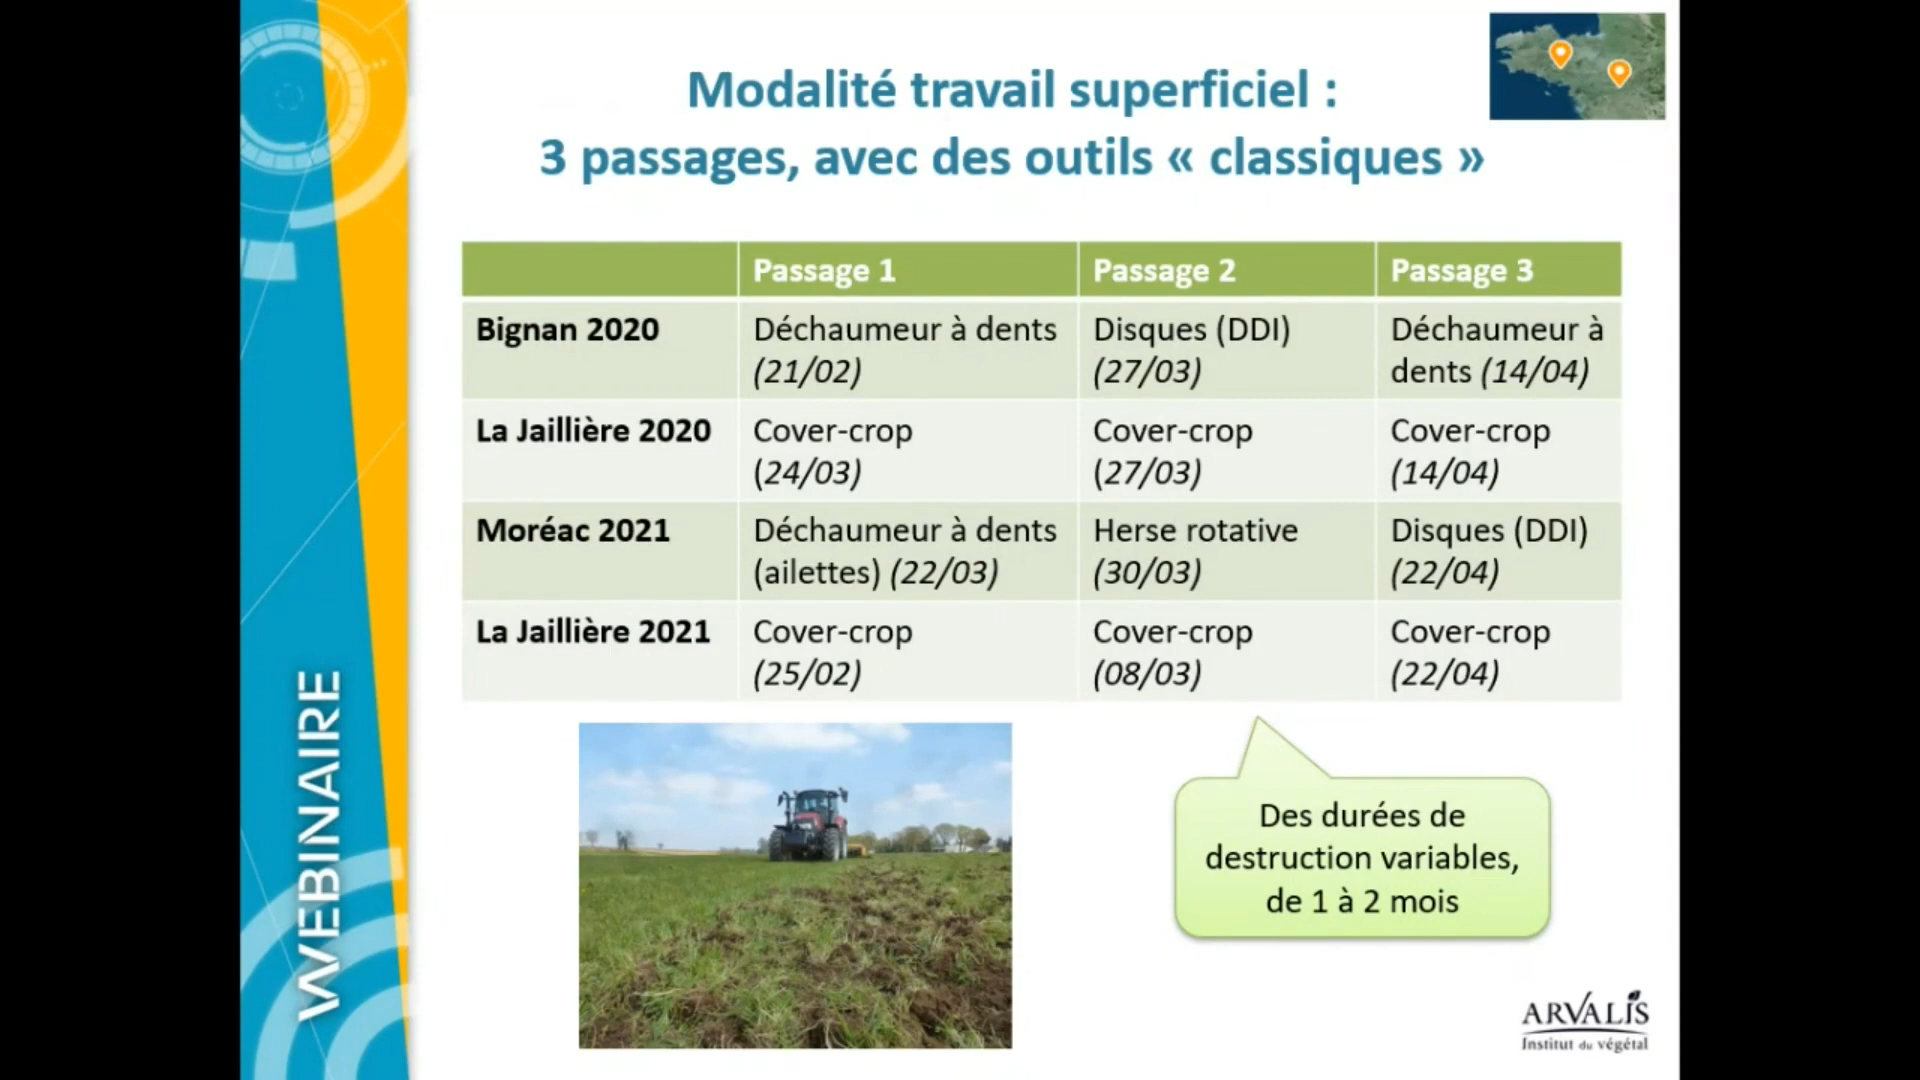 Modalité travail superficiel :
3 passages, avec des outils « classiques »
Passage 1 Passage 2 Passage 3
Bignan 2020 Déchaumeur à dents Disques (DDI) Déchaumeur à
(21/02) (27/03) dents (14/04)
La Jaillière 2020 Cover-crop Cover-crop Cover-crop
(24/03) (27/03) (14/04)
Moréac 2021 Déchaumeur à dents Herse rotative Disques (DDI)
(ailettes) (22/03) (30/03) (22/04)
La Jaillière 2021 Cover-crop Cover-crop Cover-crop
(25/02) (08/03) (22/04)
Des durées de
destruction variables,
de 1 à 2 mois
WEBINAIRE
ARVALIS
Institut du végétal